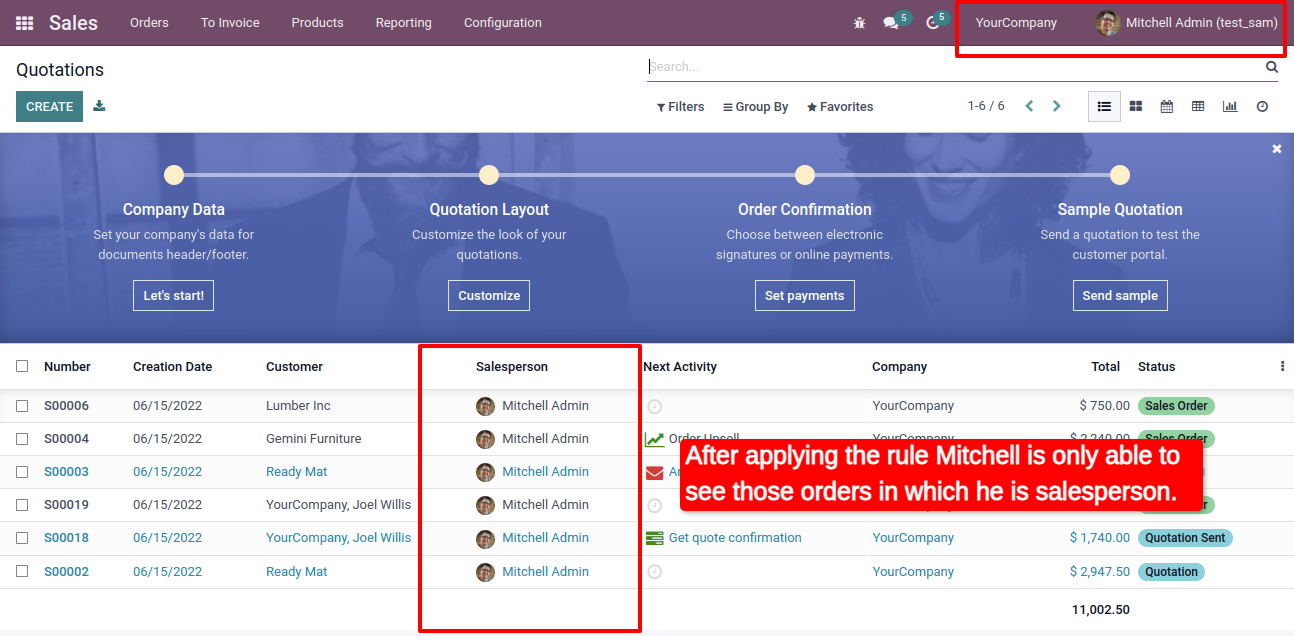 Sales Orders To Invoice Products Reporting Configuration 5 5 YourCompany Mitchell Admin (test_sam)
Quotations
Search...
CREATE
Filters Group By Favorites 1-6 / 6
Company Data
Set your company's data for
documents header/footer.
Let's start!
Quotation Layout
Customize the look of your
quotations.
Customize
Order Confirmation
Choose between electronic
signatures or online payments.
Set payments
Sample Quotation
Send a quotation to test the
customer portal.
Send sample
Number Creation Date Customer Salesperson Next Activity Company Total Status
S00006 06/15/2022 Lumber Inc Mitchell Admin YourCompany $ 750.00 Sales Order
S00004 06/15/2022 Gemini Furniture Mitchell Admin Order Upsell YourCompany $ 2,240.00 Sales Order
S00003 06/15/2022 Ready Mat Mitchell Admin
After applying the rule Mitchell is only able to
see those orders in which he is salesperson.
S00019 06/15/2022 YourCompany, Joel Willis Mitchell Admin
S00018 06/15/2022 YourCompany, Joel Willis Mitchell Admin Get quote confirmation YourCompany $ 1,740.00 Quotation Sent
S00002 06/15/2022 Ready Mat Mitchell Admin YourCompany $ 2,947.50 Quotation
11,002.50